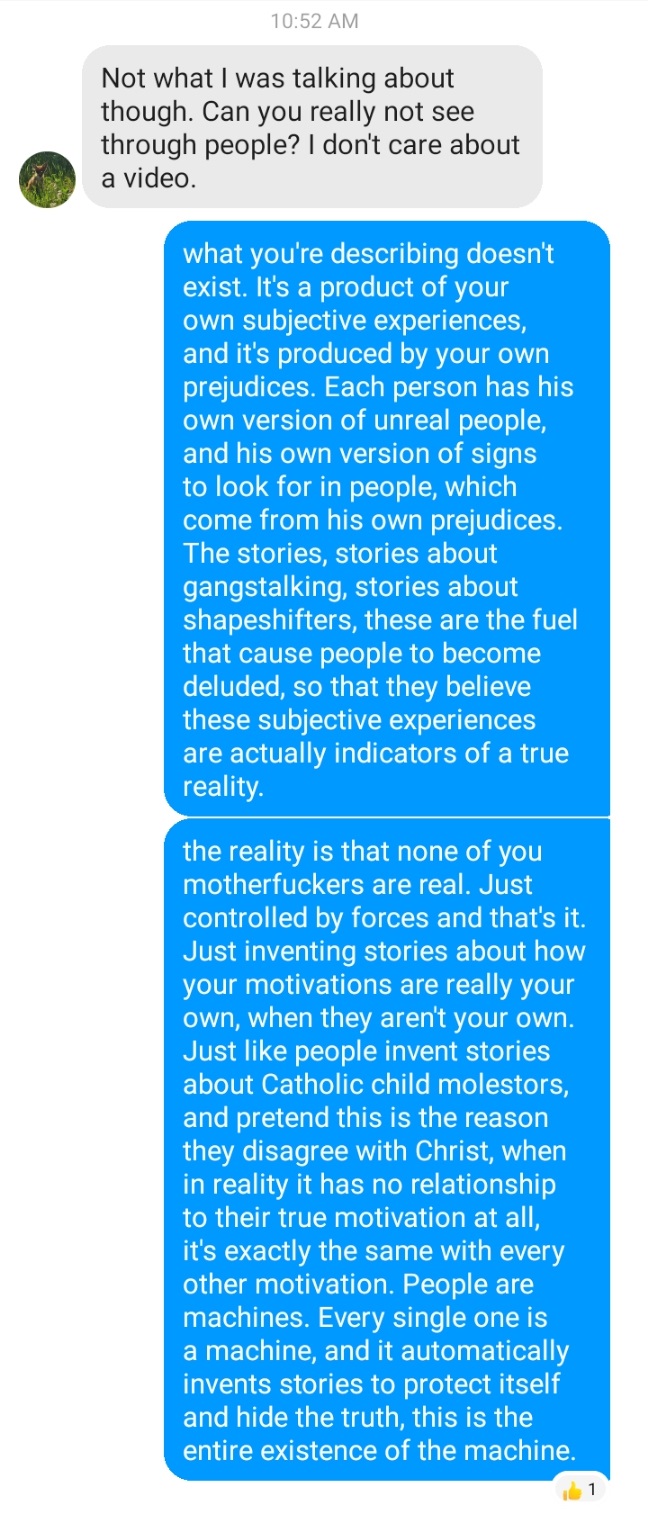 10:52 AM
Not what I was talking about
though. Can you really not see
through people? I don't care about
a video.
what you're describing doesn't
exist. It's a product of your
own subjective experiences,
and it's produced by your own
prejudices. Each person has his
own version of unreal people,
and his own version of signs
to look for in people, which
come from his own prejudices.
The stories, stories about
gangstalking, stories about
shapeshifters, these are the fuel
that cause people to become
deluded, so that they believe
these subjective experiences
are actually indicators of a true
reality.
the reality is that none of you
motherfuckers are real. Just
controlled by forces and that's it.
Just inventing stories about how
your motivations are really your
own, when they aren't your own.
Just like people invent stories
about Catholic child molestors,
and pretend this is the reason
they disagree with Christ, when
in reality it has no relationship
to their true motivation at all,
it's exactly the same with every
other motivation. People are
machines. Every single one is
a machine, and it automatically
invents stories to protect itself
and hide the truth, this is the
entire existence of the machine.
👍 1